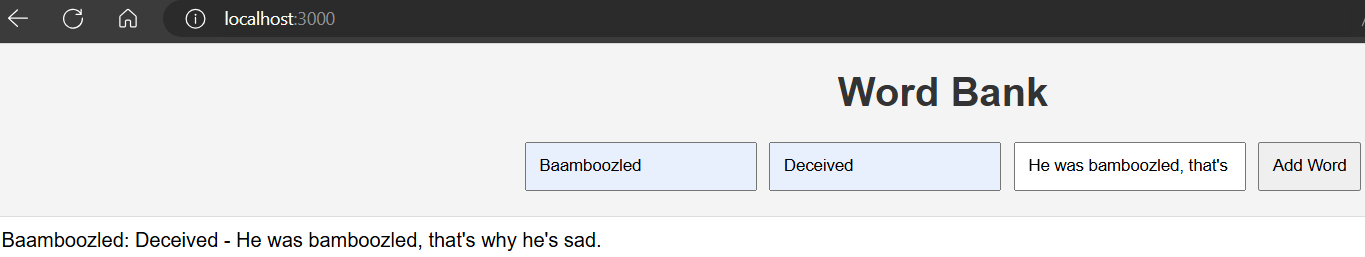 localhost:3000
Word Bank
Baamboozled Deceived He was bamboozled, that's Add Word
Baamboozled: Deceived - He was bamboozled, that's why he's sad.